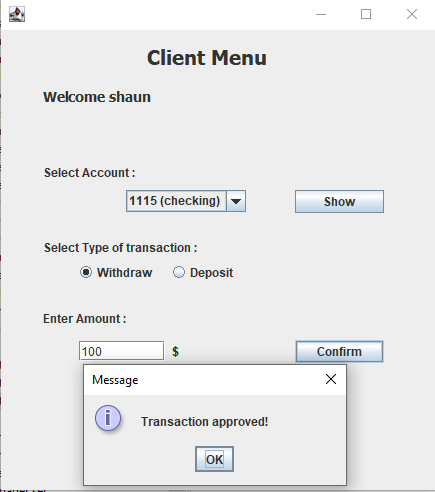 Client Menu
Welcome shaun
Select Account :
1115 (checking)
Show
Select Type of transaction :
Withdraw
Deposit
Enter Amount :
100
$
Confirm
Message
Transaction approved!
OK